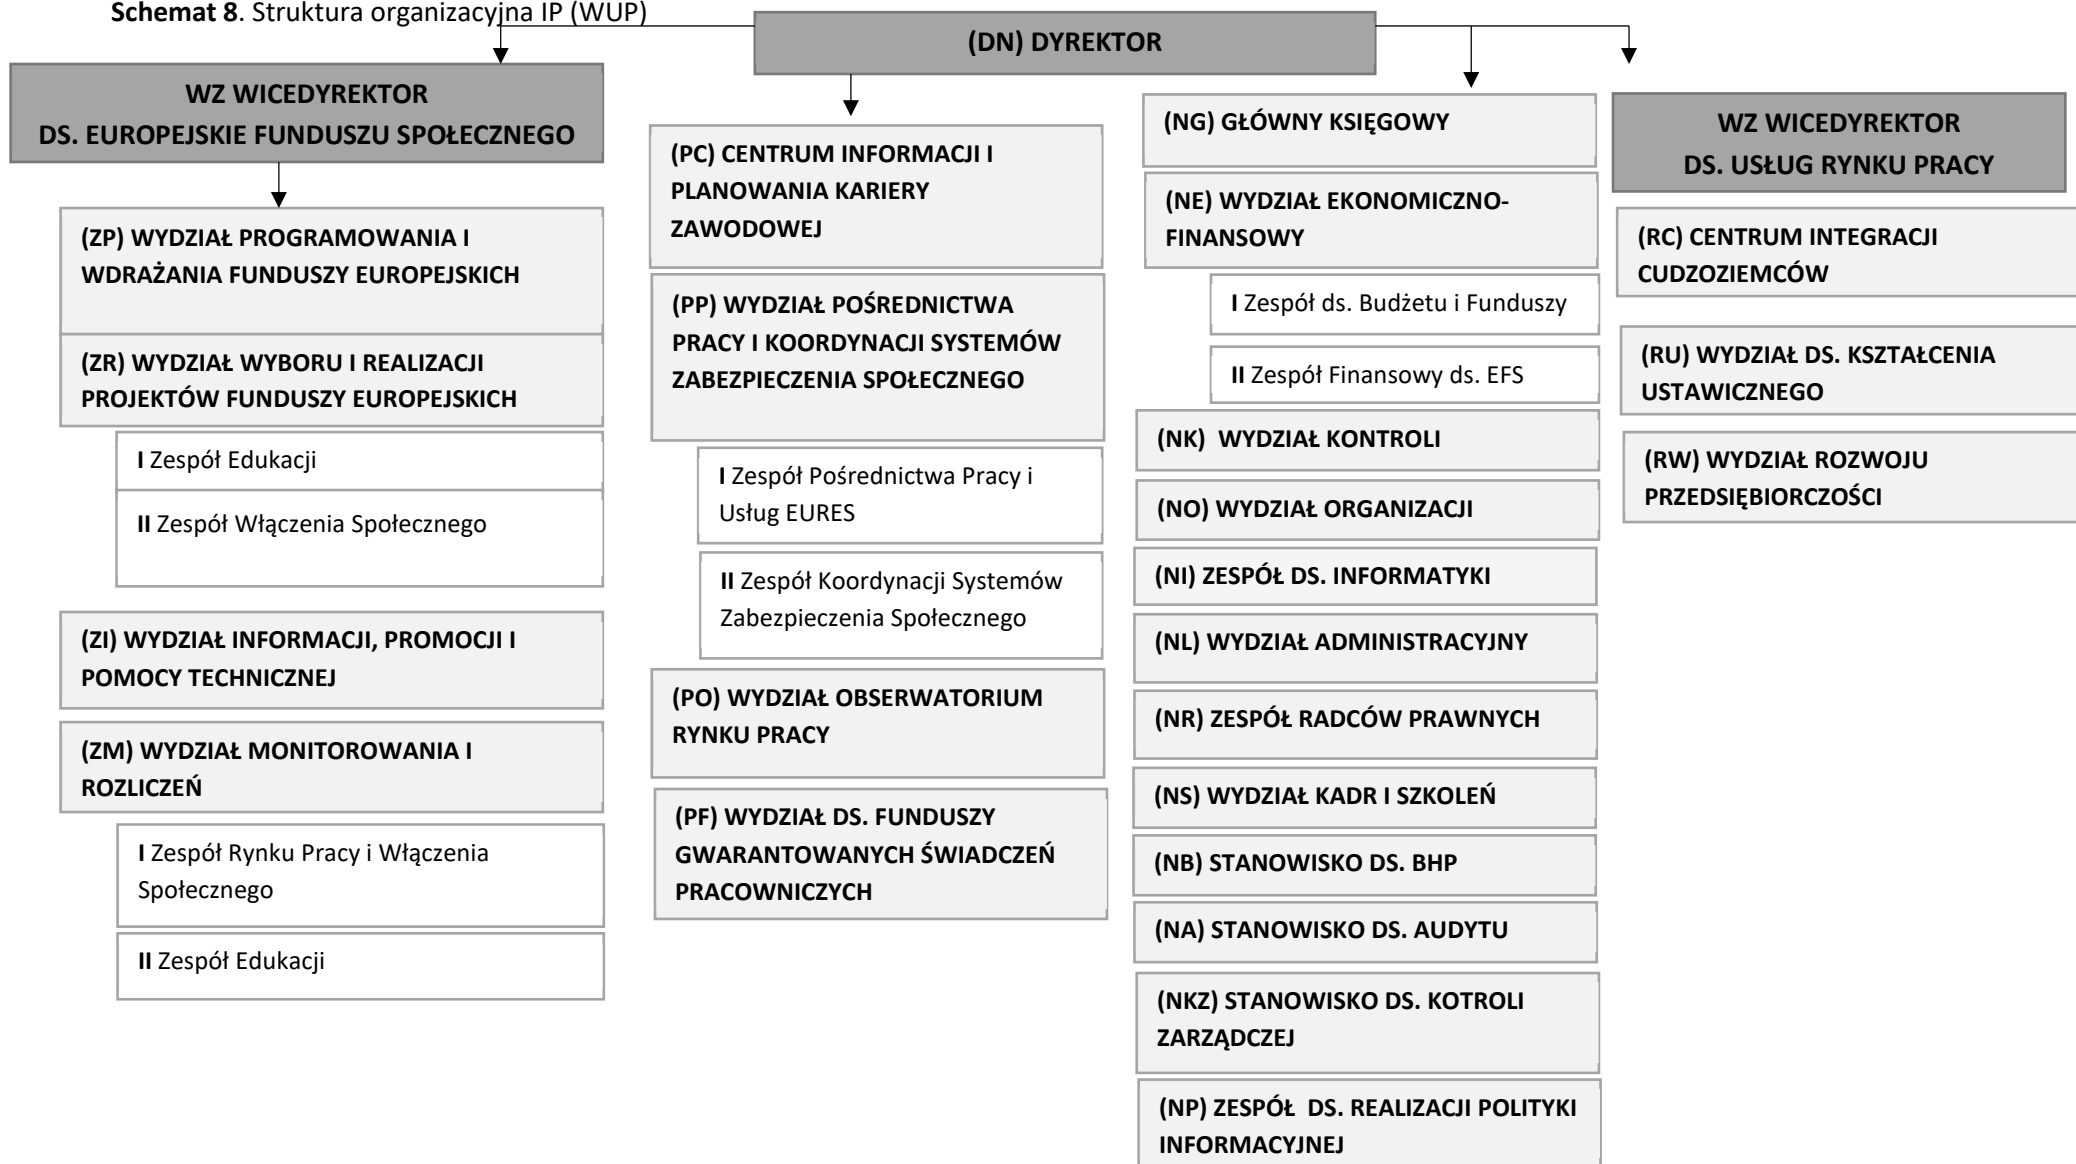 Schemat 8. Struktura organizacyjna IP (WUP)
(DN) DYREKTOR
WZ WICEDYREKTOR
DS. EUROPEJSKIE FUNDUSZU SPOŁECZNEGO
(ZP) WYDZIAŁ PROGRAMOWANIA I
WDRAŻANIA FUNDUSZY EUROPEJSKICH
(ZR) WYDZIAŁ WYBORU I REALIZACJI
PROJEKTÓW FUNDUSZY EUROPEJSKICH
I Zespół Edukacji
II Zespół Włączenia Społecznego
(ZI) WYDZIAŁ INFORMACJI, PROMOCJI I
POMOCY TECHNICZNEJ
(ZM) WYDZIAŁ MONITOROWANIA I
ROZLICZEŃ
I Zespół Rynku Pracy i Włączenia
Społecznego
II Zespół Edukacji
(PC) CENTRUM INFORMACJI I
PLANOWANIA KARIERY
ZAWODOWEJ
(PP) WYDZIAŁ POŚREDNICTWA
PRACY I KOORDYNACJI SYSTEMÓW
ZABEZPIECZENIA SPOŁECZNEGO
I Zespół Pośrednictwa Pracy i
Usług EURES
II Zespół Koordynacji Systemów
Zabezpieczenia Społecznego
(PO) WYDZIAŁ OBSERWATORIUM
RYNKU PRACY
(PF) WYDZIAŁ DS. FUNDUSZY
GWARANTOWANYCH ŚWIADCZEŃ
PRACOWNICZYCH
(NG) GŁÓWNY KSIĘGOWY
(NE) WYDZIAŁ EKONOMICZNO-
FINANSOWY
I Zespół ds. Budżetu i Funduszy
II Zespół Finansowy ds. EFS
(NK) WYDZIAŁ KONTROLI
(NO) WYDZIAŁ ORGANIZACJI
(NI) ZESPÓŁ DS. INFORMATYKI
(NL) WYDZIAŁ ADMINISTRACYJNY
(NR) ZESPÓŁ RADCÓW PRAWNYCH
(NS) WYDZIAŁ KADR I SZKOLEŃ
(NB) STANOWISKO DS. BHP
(NA) STANOWISKO DS. AUDYTU
(NKZ) STANOWISKO DS. KOTROLI
ZARZĄDCZEJ
(NP) ZESPÓŁ DS. REALIZACJI POLITYKI
INFORMACYJNEJ
WZ WICEDYREKTOR
DS. USŁUG RYNKU PRACY
(RC) CENTRUM INTEGRACJI
CUDZOZIEMCÓW
(RU) WYDZIAŁ DS. KSZTAŁCENIA
USTAWICZNEGO
(RW) WYDZIAŁ ROZWOJU
PRZEDSIĘBIORCZOŚCI